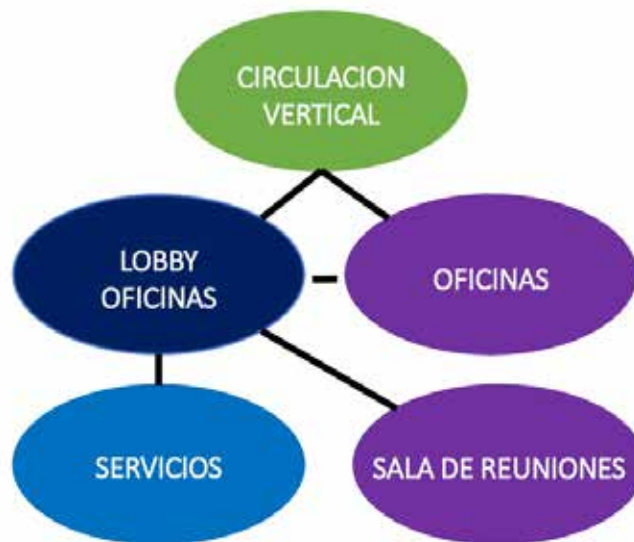 CIRCULACION
VERTICAL
LOBBY
OFICINAS
OFICINAS
SERVICIOS
SALA DE REUNIONES